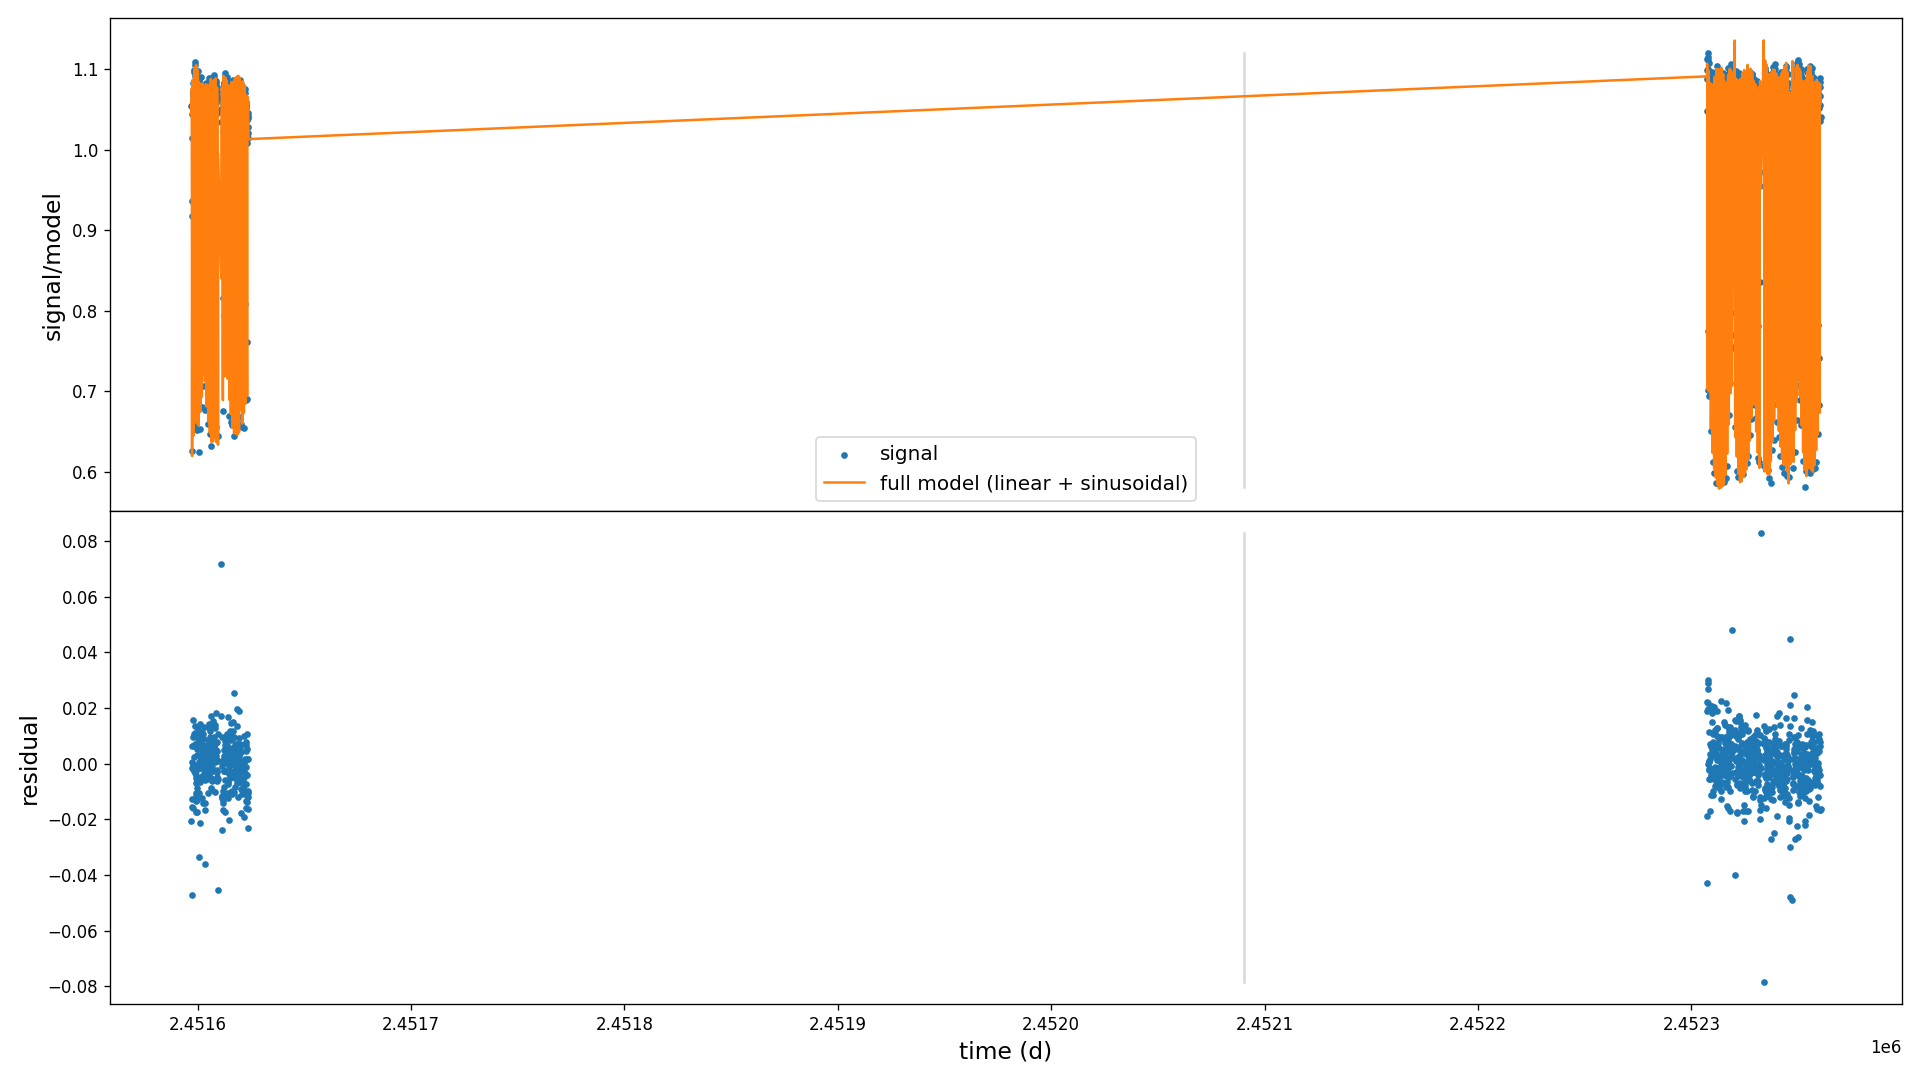 1.1
1.0
0.9
0.8
0.7
0.6
signal/model
signal
full model (linear + sinusoidal)
0.08
0.06
0.04
0.02
0.00
−0.02
−0.04
−0.06
−0.08
residual
2.4516 2.4517 2.4518 2.4519 2.4520 2.4521 2.4522 2.4523
1e6
time (d)